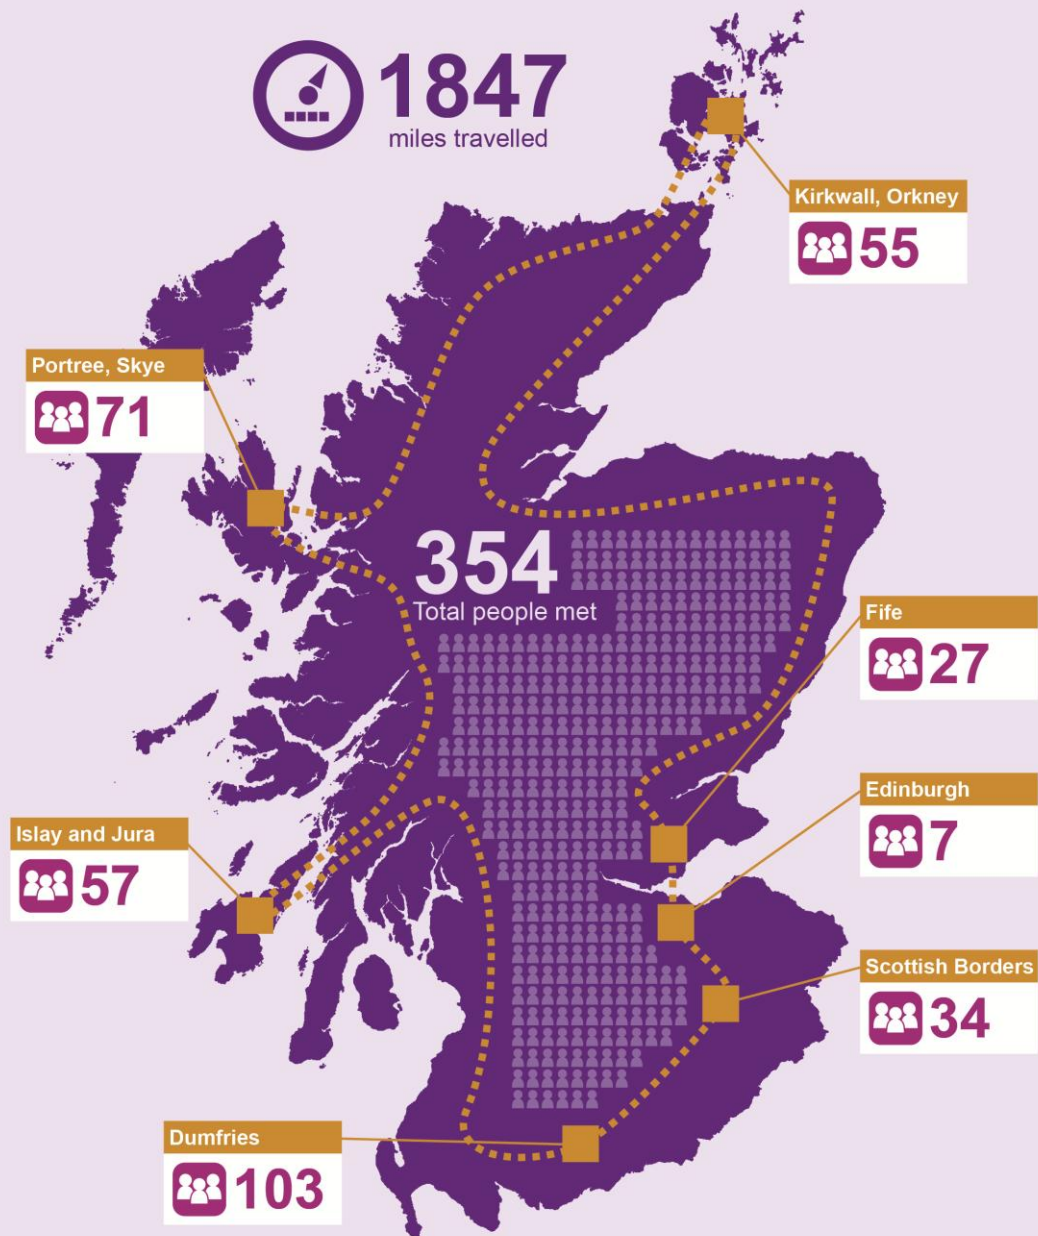 1847
miles travelled
Kirkwall, Orkney
55
Portree, Skye
71
354
Total people met
Fife
27
Edinburgh
7
Islay and Jura
57
Scottish Borders
34
Dumfries
103